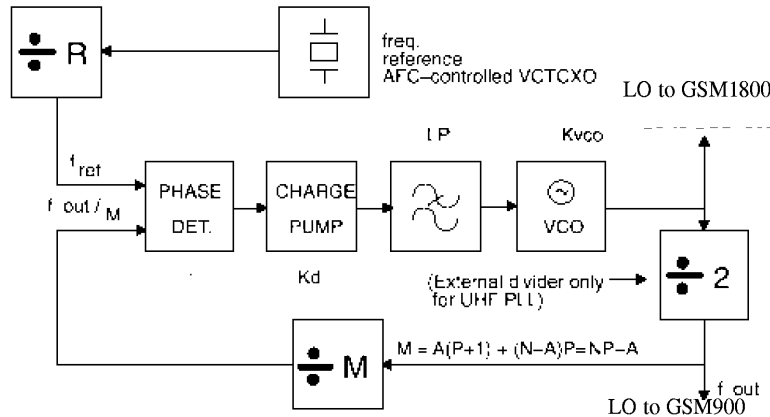 ÷ R
freq.
reference
AFC-controlled VCTCXO
LO to GSM1800
LP
Kvco
f ref
f out / M
PHASE
DET.
CHARGE
PUMP
VCO
Kd
(External divider only
for UHF PLL)
÷ 2
÷ M
M = A(P+1) + (N-A)P=NP-A
f out
LO to GSM900